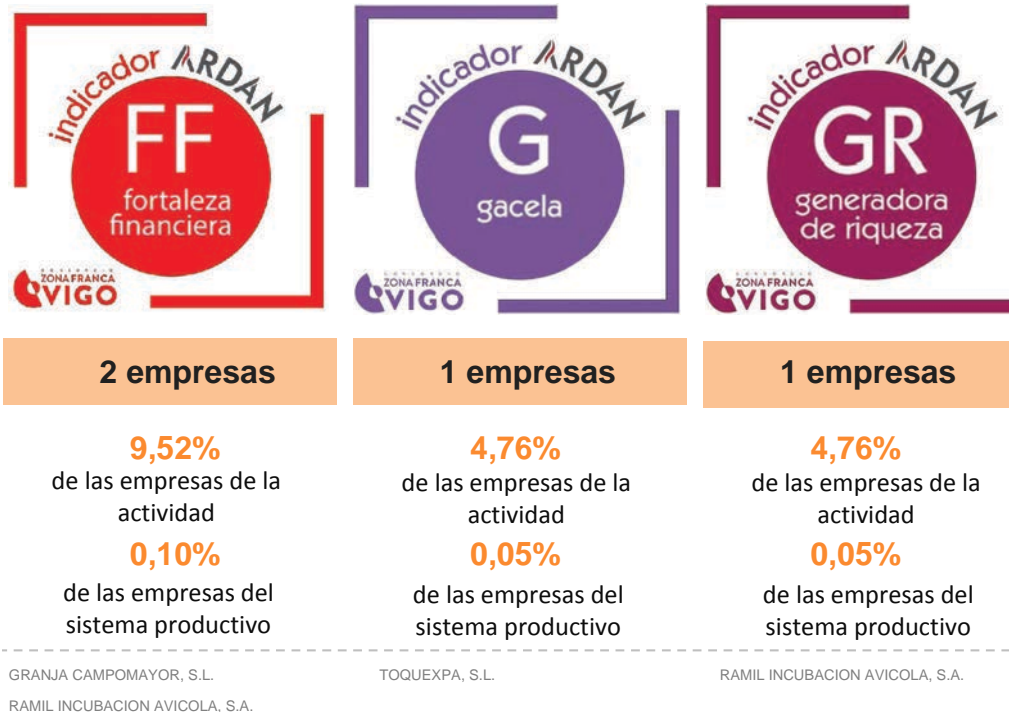 indicador ARDAN
FF
fortaleza
financiera
CONSORCIO
ZONA FRANCA
VIGO
2 empresas
9,52%
de las empresas de la
actividad
0,10%
de las empresas del
sistema productivo
GRANJA CAMPOMAYOR, S.L.
RAMIL INCUBACION AVICOLA, S.A.
indicador ARDAN
G
gacela
CONSORCIO
ZONA FRANCA
VIGO
1 empresas
4,76%
de las empresas de la
actividad
0,05%
de las empresas del
sistema productivo
TOQUEXPA, S.L.
indicador ARDAN
GR
generadora
de riqueza
CONSORCIO
ZONA FRANCA
VIGO
1 empresas
4,76%
de las empresas de la
actividad
0,05%
de las empresas del
sistema productivo
RAMIL INCUBACION AVICOLA, S.A.